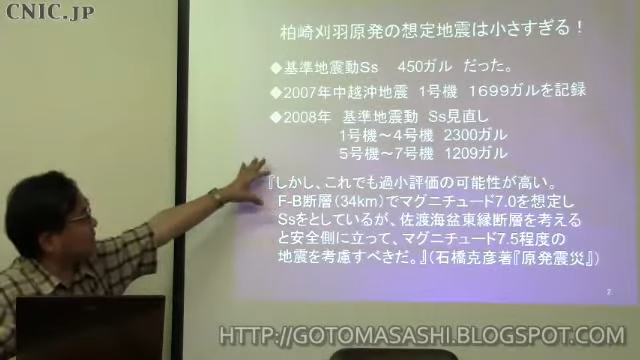 CNIC.JP
柏崎刈羽原発の想定地震は小さすぎる！
◆基準地震動Ss　450ガル　だった。
◆2007年中越沖地震　1号機　1699ガルを記録
◆2008年　基準地震動　Ss見直し
1号機～4号機　2300ガル
5号機～7号機　1209ガル
『しかし、これでも過小評価の可能性が高い。
F-B断層（34km）でマグニチュード7.0を想定し
Ssをとしているが、佐渡海盆東縁断層を考える
と安全側に立って、マグニチュード7.5程度の
地震を考慮すべきだ。』（石橋克彦著『原発震災』）
2
HTTP://GOTOMASASHI.BLOGSPOT.COM